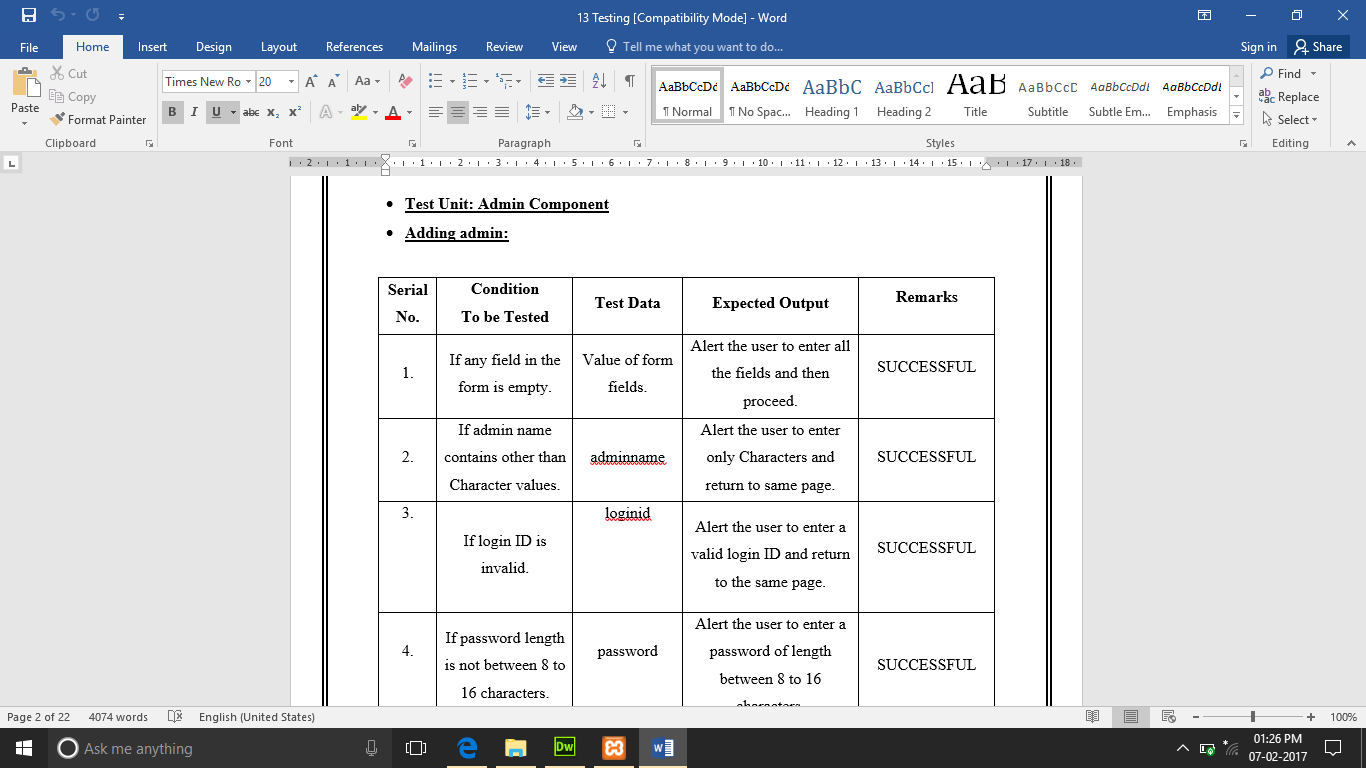 13 Testing [Compatibility Mode] - Word
File Home Insert Design Layout References Mailings Review View Tell me what you want to do... Sign in Share
Paste
Cut
Copy
Format Painter
Clipboard
Times New Ro 20
Font
Paragraph
AaBbCcDd AaBbCcDd AaBbC AaBbCcI AaB AaBbCcD AaBbCcDdI AaBbCcDdI
¶ Normal ¶ No Spac... Heading 1 Heading 2 Title Subtitle Subtle Em... Emphasis
Styles
Find
Replace
Select
Editing
2 1 1 2 3 4 5 6 7 8 9 10 11 12 13 14 15 17 18
• Test Unit: Admin Component
• Adding admin:
Serial
No.
Condition
To be Tested
Test Data
Expected Output
Remarks
1.
If any field in the
form is empty.
Value of form
fields.
Alert the user to enter all
the fields and then
proceed.
SUCCESSFUL
2.
If admin name
contains other than
Character values.
adminname
Alert the user to enter
only Characters and
return to same page.
SUCCESSFUL
3.
If login ID is
invalid.
loginid
Alert the user to enter a
valid login ID and return
to the same page.
SUCCESSFUL
4.
If password length
is not between 8 to
16 characters.
password
Alert the user to enter a
password of length
between 8 to 16
characters.
SUCCESSFUL
Page 2 of 22 4074 words English (United States) 100%
Ask me anything
Dw
01:26 PM
07-02-2017